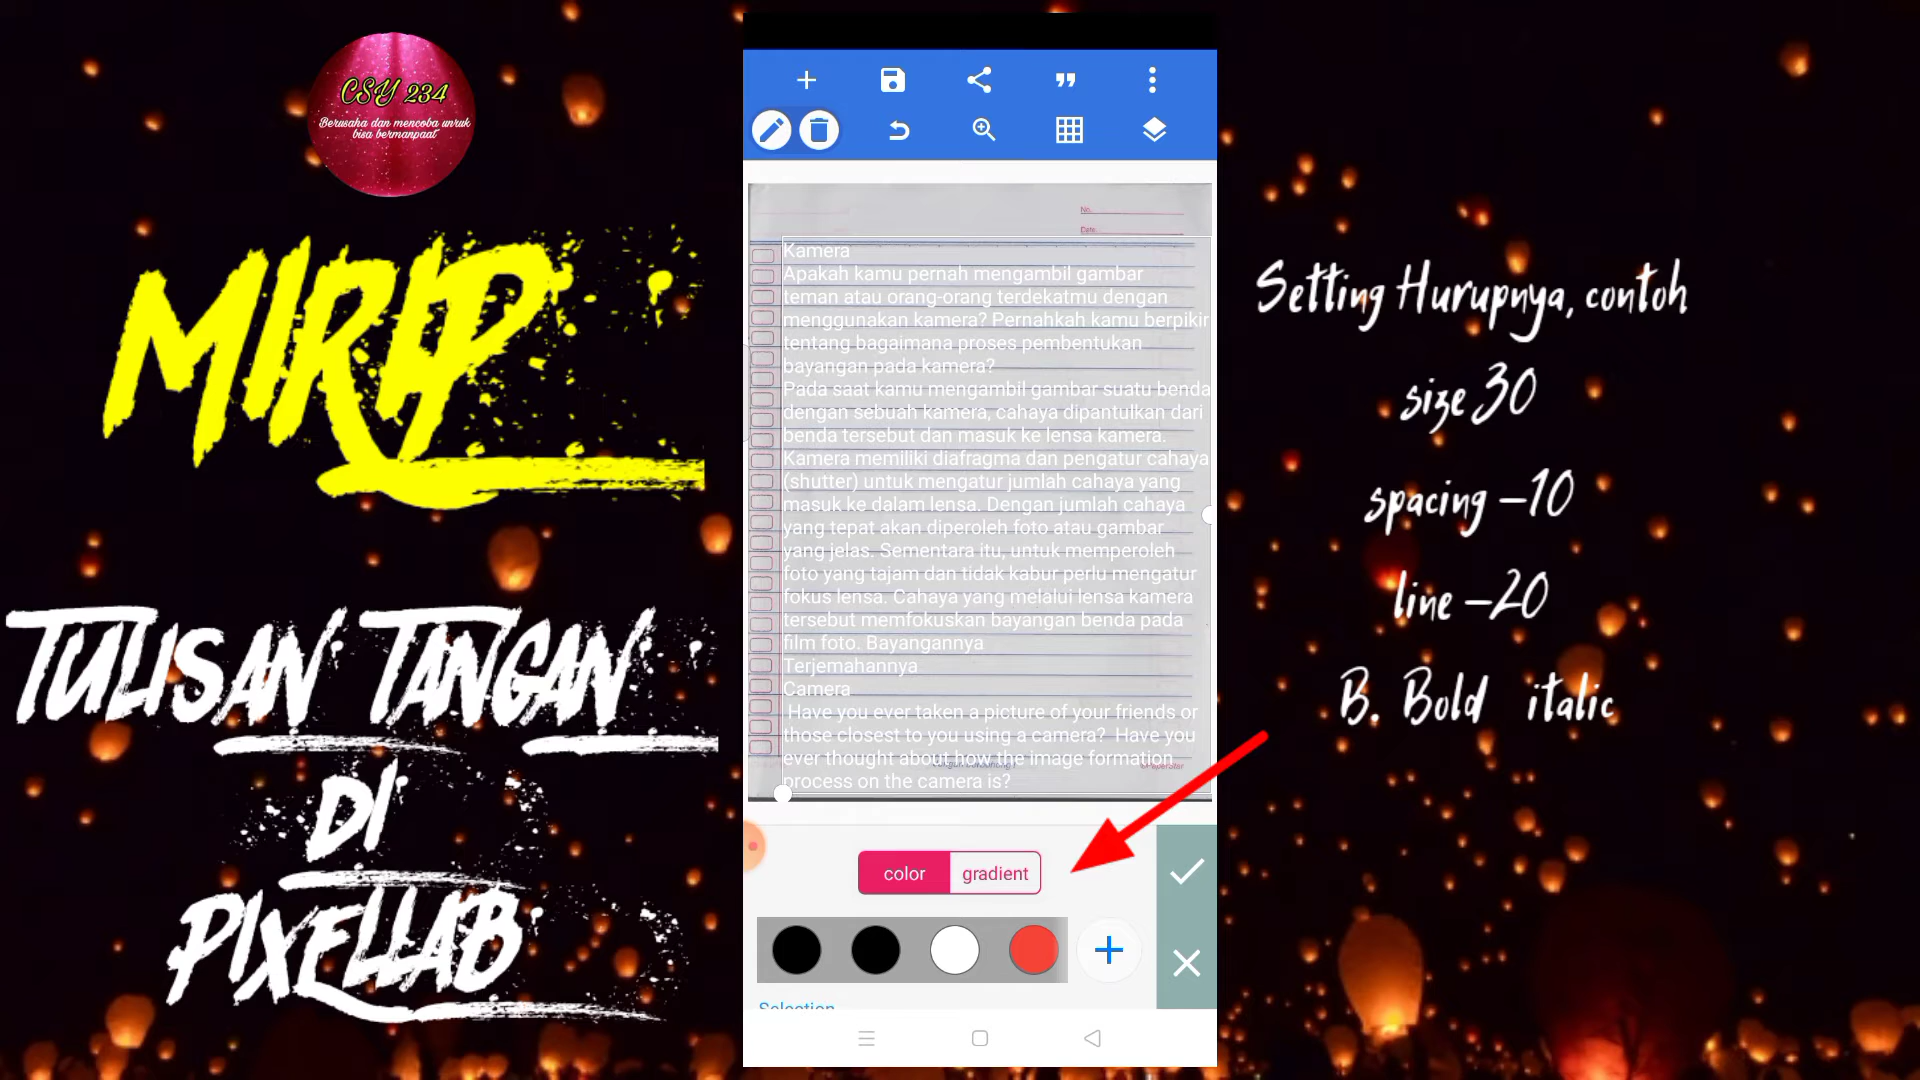 CSY 234
Berusaha dan mencoba unruk
bisa bermanpaat
MIRIP
TULISAN TANGAN
DI
PIXELLAB
No.
Date.
Kamera
Apakah kamu pernah mengambil gambar
teman atau orang-orang terdekatmu dengan
menggunakan kamera? Pernahkah kamu berpikir
tentang bagaimana proses pembentukan
bayangan pada kamera?
Pada saat kamu mengambil gambar suatu benda
dengan sebuah kamera, cahaya dipantulkan dari
benda tersebut dan masuk ke lensa kamera.
Kamera memiliki diafragma dan pengatur cahaya
(shutter) untuk mengatur jumlah cahaya yang
masuk ke dalam lensa. Dengan jumlah cahaya
yang tepat akan diperoleh foto atau gambar
yang jelas. Sementara itu, untuk memperoleh
foto yang tajam dan tidak kabur perlu mengatur
fokus lensa. Cahaya yang melalui lensa kamera
tersebut memfokuskan bayangan benda pada
film foto. Bayangannya
Terjemahannya
Camera
Have you ever taken a picture of your friends or
those closest to you using a camera? Have you
ever thought about how the image formation
process on the camera is?
color
gradient
Selection
Setting Hurupnya, contoh
size 30
spacing -10
line -20
B. Bold italic